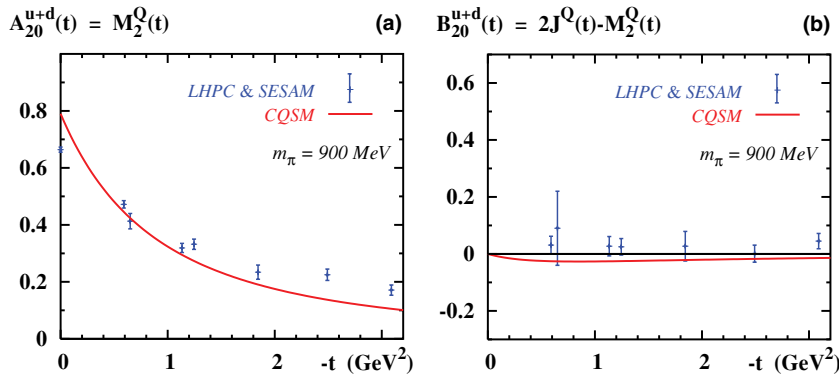 A₂₀ᵘ⁺ᵈ(t) = M₂Q(t) (a)
LHPC & SESAM
CQSM
mπ = 900 MeV
0.8
0.6
0.4
0.2
0
0 1 2 3
-t (GeV²)
B₂₀ᵘ⁺ᵈ(t) = 2JQ(t)-M₂Q(t) (b)
LHPC & SESAM
CQSM
mπ = 900 MeV
0.6
0.4
0.2
0
-0.2
0 1 2 3
-t (GeV²)